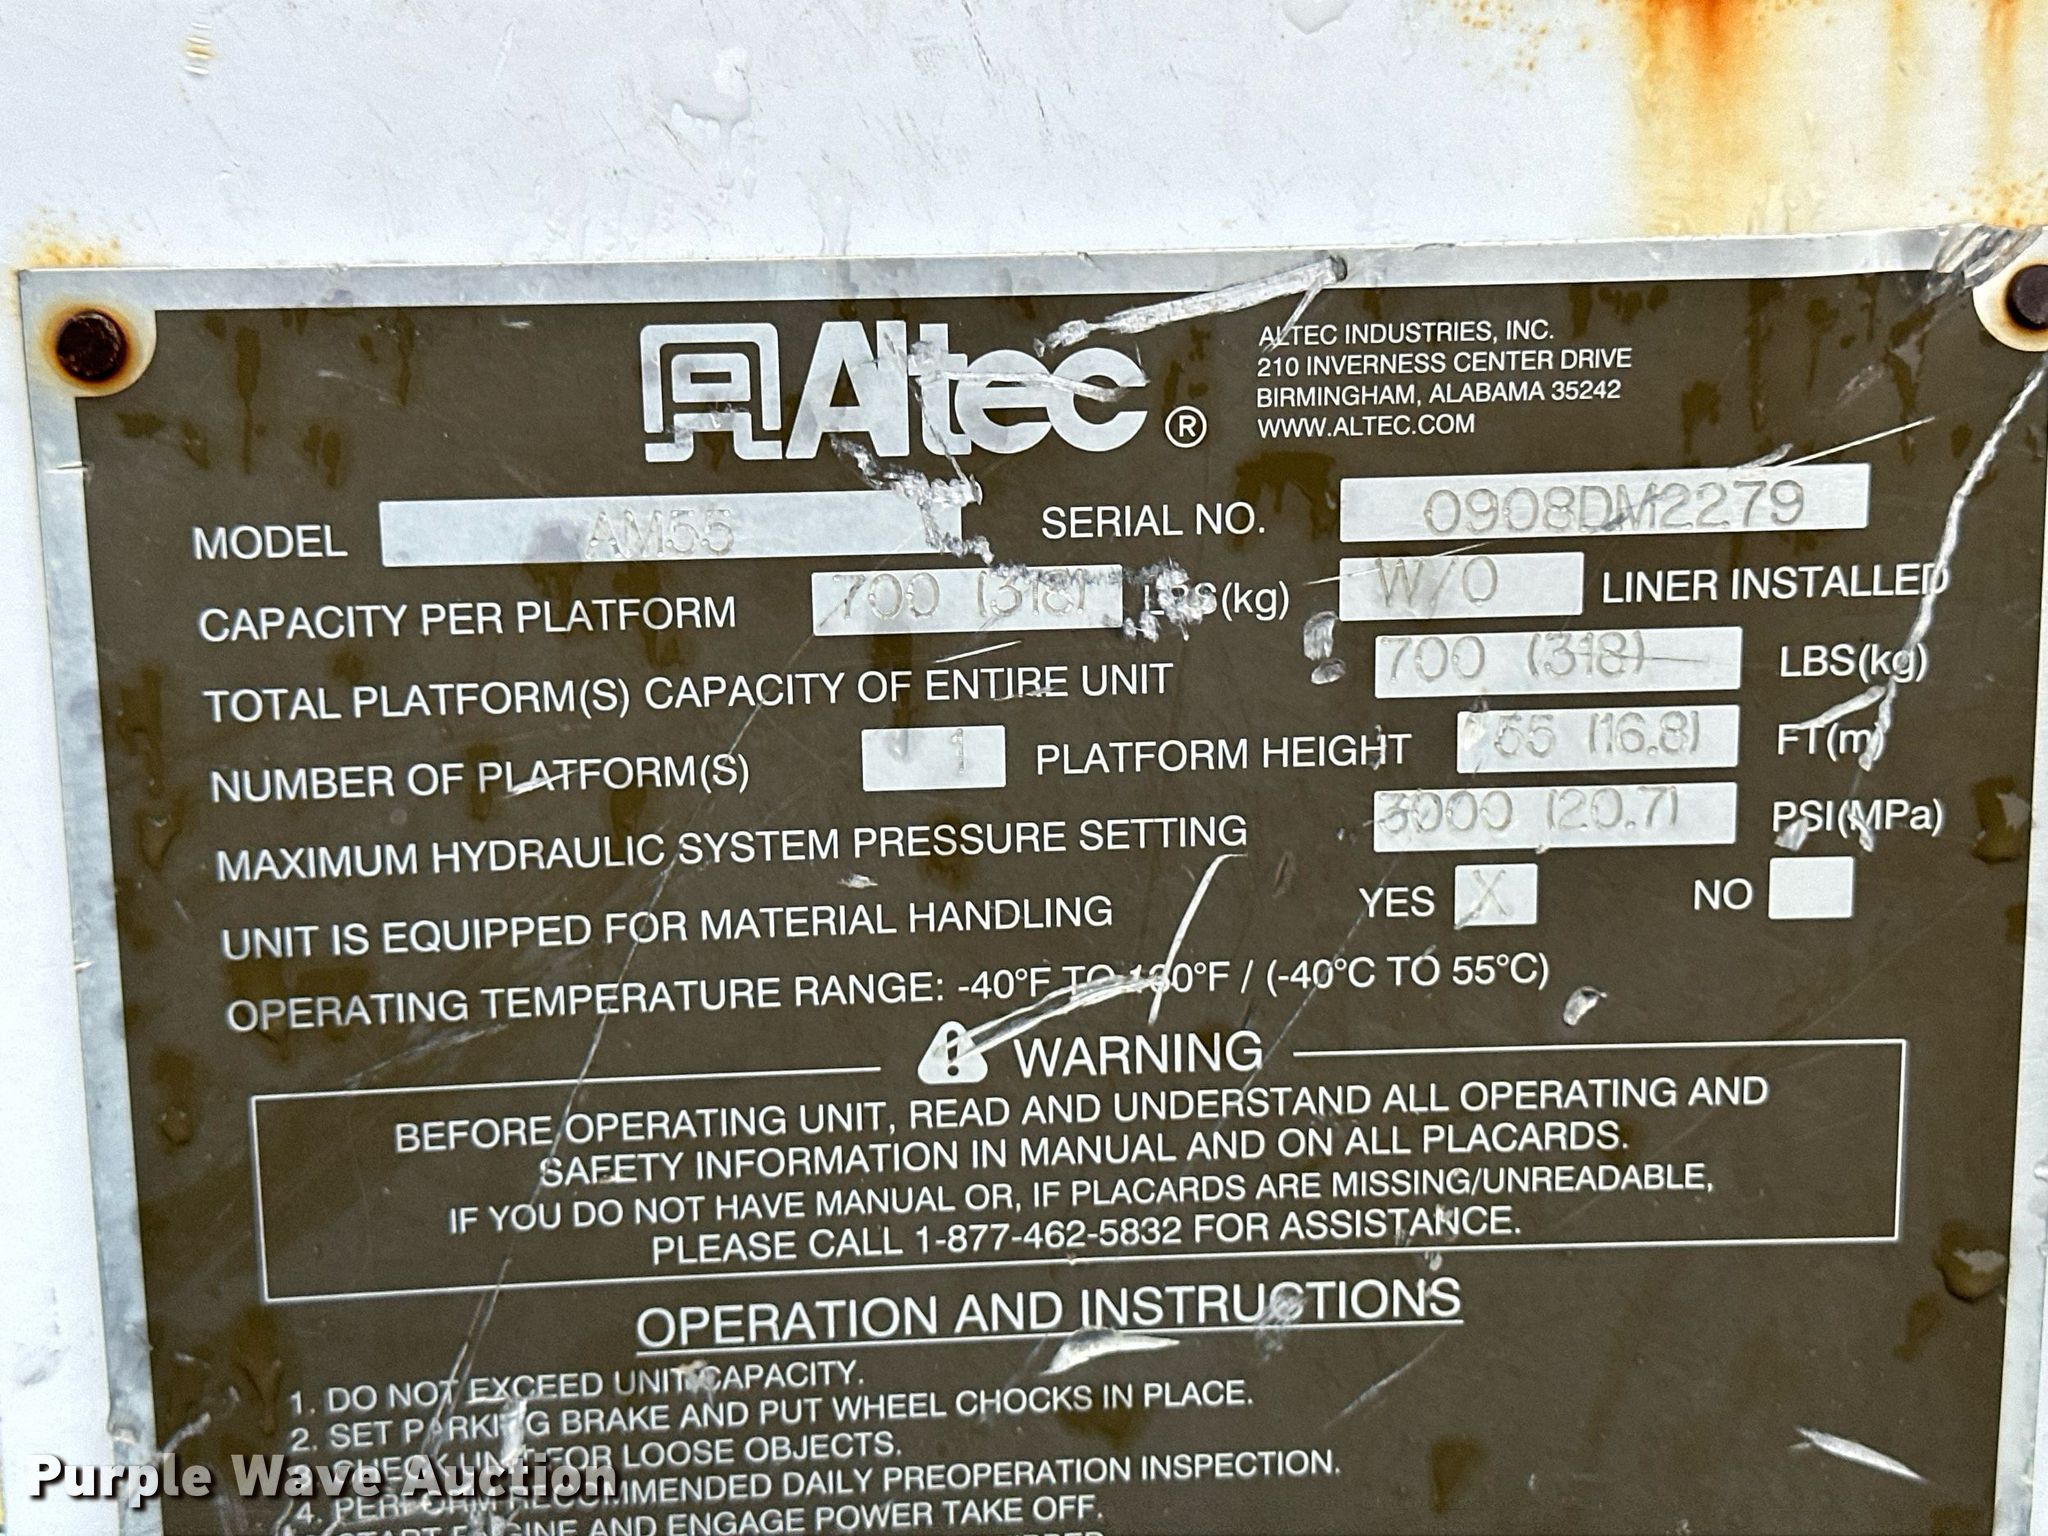 Altec®
ALTEC INDUSTRIES, INC.
210 INVERNESS CENTER DRIVE
BIRMINGHAM, ALABAMA 35242
WWW.ALTEC.COM
MODEL AM55 SERIAL NO. 0908DM2279
CAPACITY PER PLATFORM 700 (318) LBS(kg) W/O LINER INSTALLED
TOTAL PLATFORM(S) CAPACITY OF ENTIRE UNIT 700 (318) LBS(kg)
NUMBER OF PLATFORM(S) 1 PLATFORM HEIGHT 55 (16.8) FT(m)
MAXIMUM HYDRAULIC SYSTEM PRESSURE SETTING 3000 (20.7) PSI(MPa)
UNIT IS EQUIPPED FOR MATERIAL HANDLING YES X NO
OPERATING TEMPERATURE RANGE: -40°F TO 130°F / (-40°C TO 55°C)
WARNING
BEFORE OPERATING UNIT, READ AND UNDERSTAND ALL OPERATING AND
SAFETY INFORMATION IN MANUAL AND ON ALL PLACARDS.
IF YOU DO NOT HAVE MANUAL OR, IF PLACARDS ARE MISSING/UNREADABLE,
PLEASE CALL 1-877-462-5832 FOR ASSISTANCE.
OPERATION AND INSTRUCTIONS
1. DO NOT EXCEED UNIT CAPACITY.
2. SET PARKING BRAKE AND PUT WHEEL CHOCKS IN PLACE.
3. CHECK UNIT FOR LOOSE OBJECTS.
4. PERFORM RECOMMENDED DAILY PREOPERATION INSPECTION.
START ENGINE AND ENGAGE POWER TAKE OFF.
Purple Wave Auction